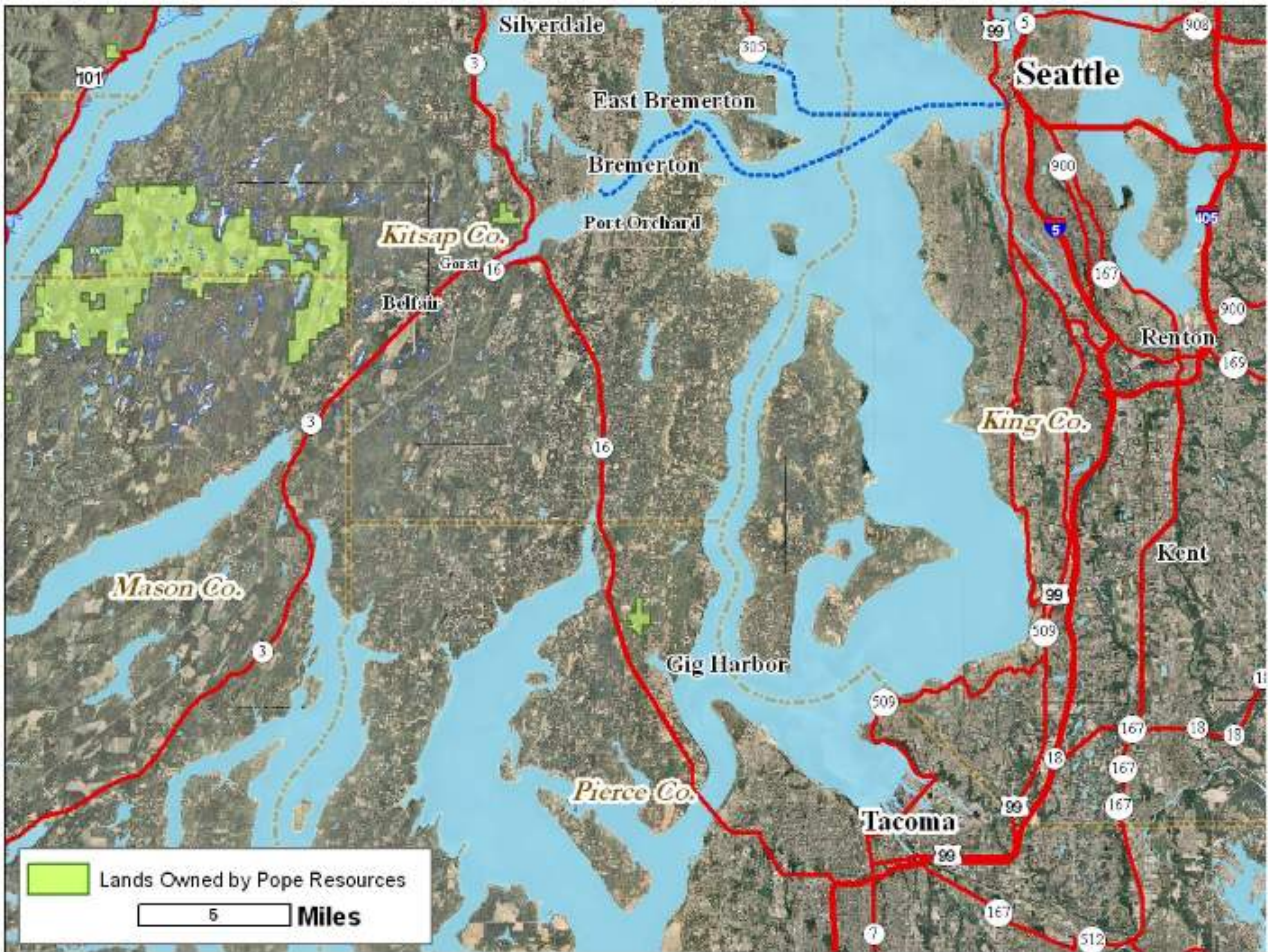 Silverdale
99
5
908
305
3
101
Seattle
East Bremerton
900
Bremerton
405
Port Orchard
5
Kitsap Co.
Gorst
16
167
Belfair
900
Renton
169
3
King Co.
16
Kent
Mason Co.
99
509
3
Gig Harbor
509
167
18
18
18
167
Pierce Co.
99
167
Tacoma
99
Lands Owned by Pope Resources
5 Miles
167
7
512